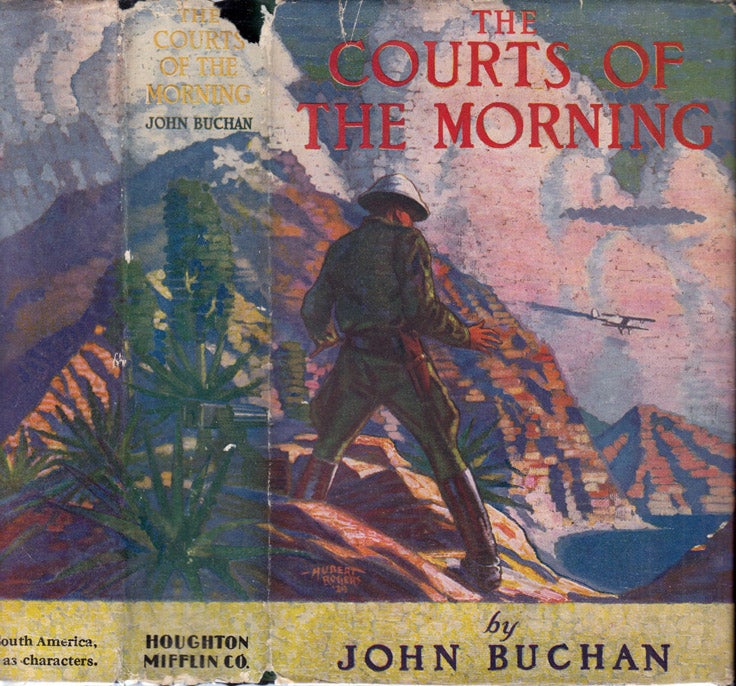 outh America,
as characters.
THE
COURTS
OF THE
MORNING
JOHN BUCHAN
HOUGHTON
MIFFLIN CO.
THE
COURTS OF
THE MORNING
HUBERT
ROGERS
by
JOHN BUCHAN